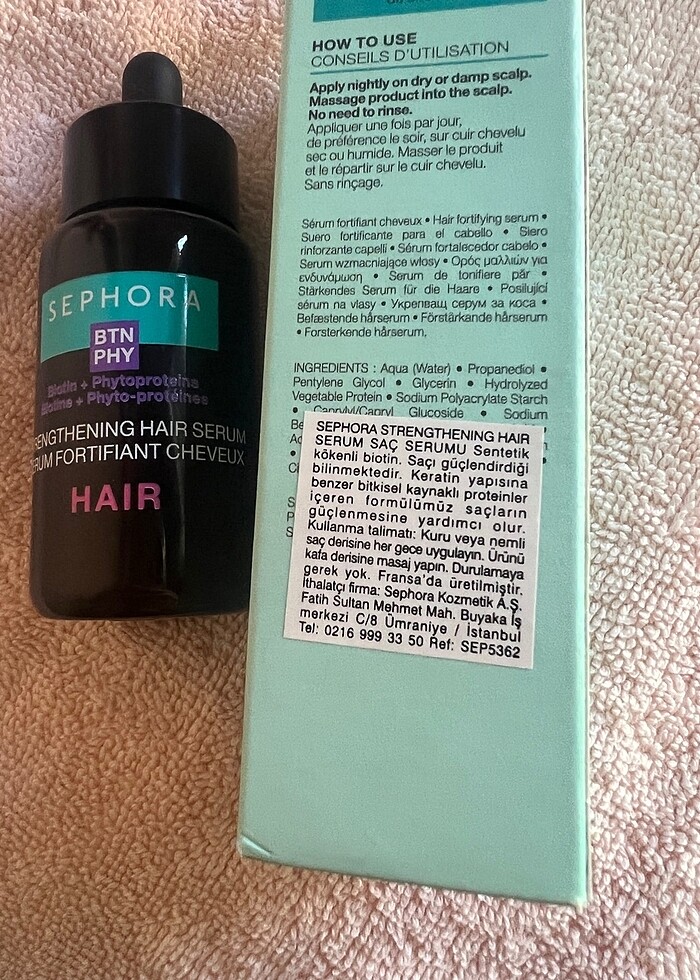 SEPHORA
BTN
PHY
Biotin + Phytoproteins
Biotine + Phyto-protéines
HAIR SERUM
FORTIFIANT CHEVEUX
HAIR
HOW TO USE
CONSEILS D'UTILISATION
Apply nightly on dry or damp scalp.
Massage product into the scalp.
No need to rinse.
Appliquer une fois par jour,
de préférence le soir, sur cuir chevelu
sec ou humide. Masser le produit
et le répartir sur le cuir chevelu.
Sans rinçage.
Sérum fortifiant cheveux • Hair fortifying serum •
Suero fortificante para el cabello • Siero
rinforzante capelli • Sérum fortalecedor cabelo •
Serum wzmacniające włosy • Ορός μαλλιών για
ενδυνάμωση • Serum de tonifiere păr •
Stärkendes Serum für die Haare • Posilující
sérum na vlasy • Укрепващ серум за коса •
Befæstende hårserum • Förstärkande hårserum
• Forsterkende hårserum.
INGREDIENTS : Aqua (Water) • Propanediol •
Pentylene Glycol • Glycerin • Hydrolyzed
Vegetable Protein • Sodium Polyacrylate Starch
• Caprylyl/Capryl Glucoside • Sodium
SEPHORA STRENGTHENING HAIR
SERUM SAÇ SERUMU Sentetik
kökenli biotin. Saçı güçlendirdiği
bilinmektedir. Keratin yapısına
benzer bitkisel kaynaklı proteinler
içeren formülümüz saçların
güçlenmesine yardımcı olur.
Kullanma talimatı: Kuru veya nemli
saç derisine her gece uygulayın. Ürünü
kafa derisine masaj yapın. Durulamaya
gerek yok. Fransa'da üretilmiştir.
İthalatçı firma: Sephora Kozmetik A.Ş.
Fatih Sultan Mehmet Mah. Buyaka İş
merkezi C/8 Ümraniye / İstanbul
Tel: 0216 999 33 50 Ref: SEP5362